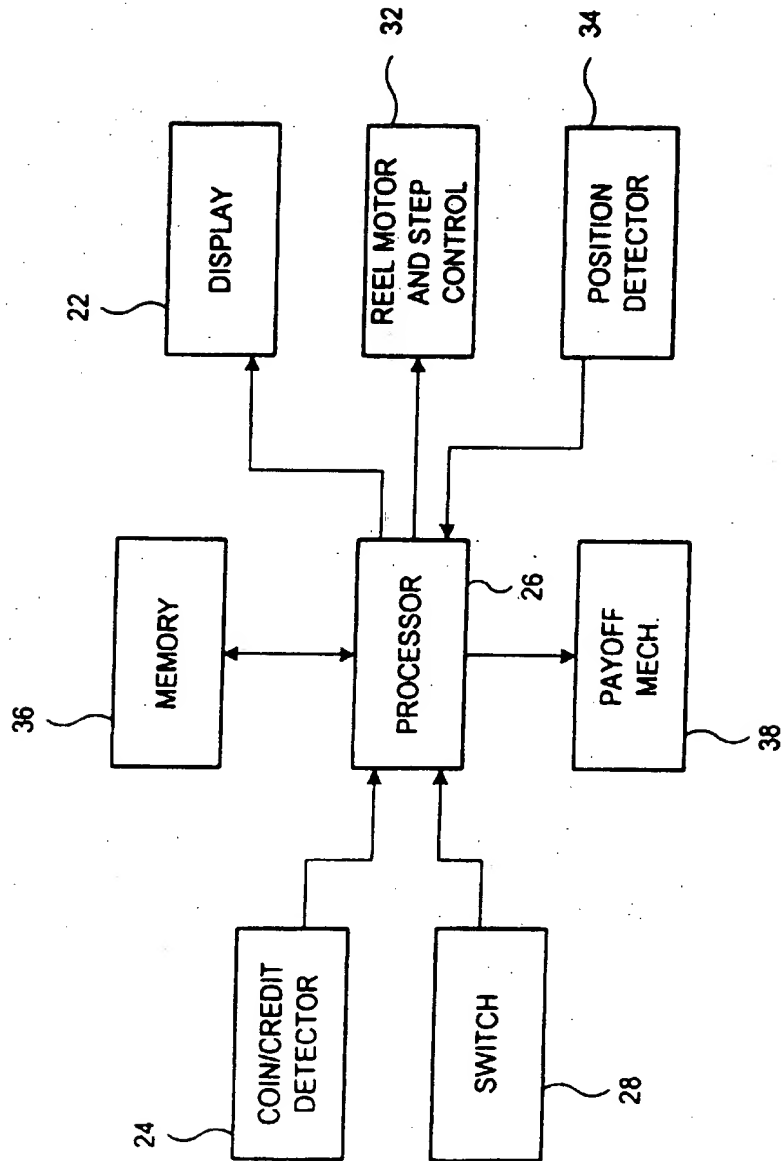 36
MEMORY
22
DISPLAY
24
COIN/CREDIT
DETECTOR
PROCESSOR
26
REEL MOTOR
AND STEP
CONTROL
32
SWITCH
28
PAYOFF
MECH.
38
POSITION
DETECTOR
34